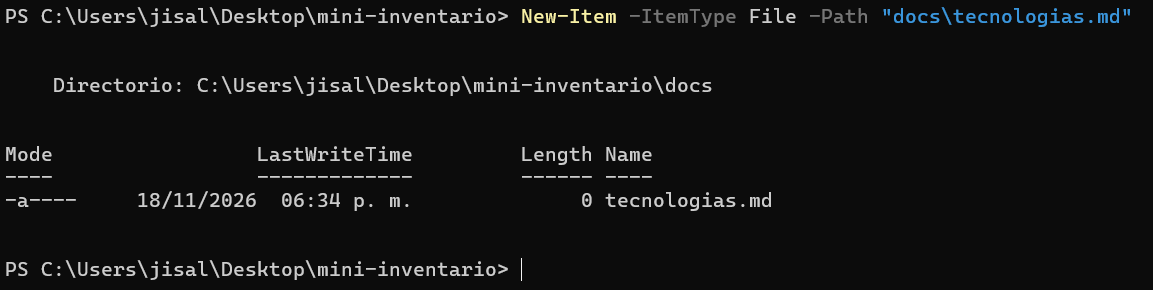 PS C:\Users\jisal\Desktop\mini-inventario> New-Item -ItemType File -Path "docs\tecnologias.md"
Directorio: C:\Users\jisal\Desktop\mini-inventario\docs
Mode                 LastWriteTime         Length Name
----                 -------------         ------ ----
-a----     18/11/2026  06:34 p. m.              0 tecnologias.md
PS C:\Users\jisal\Desktop\mini-inventario>